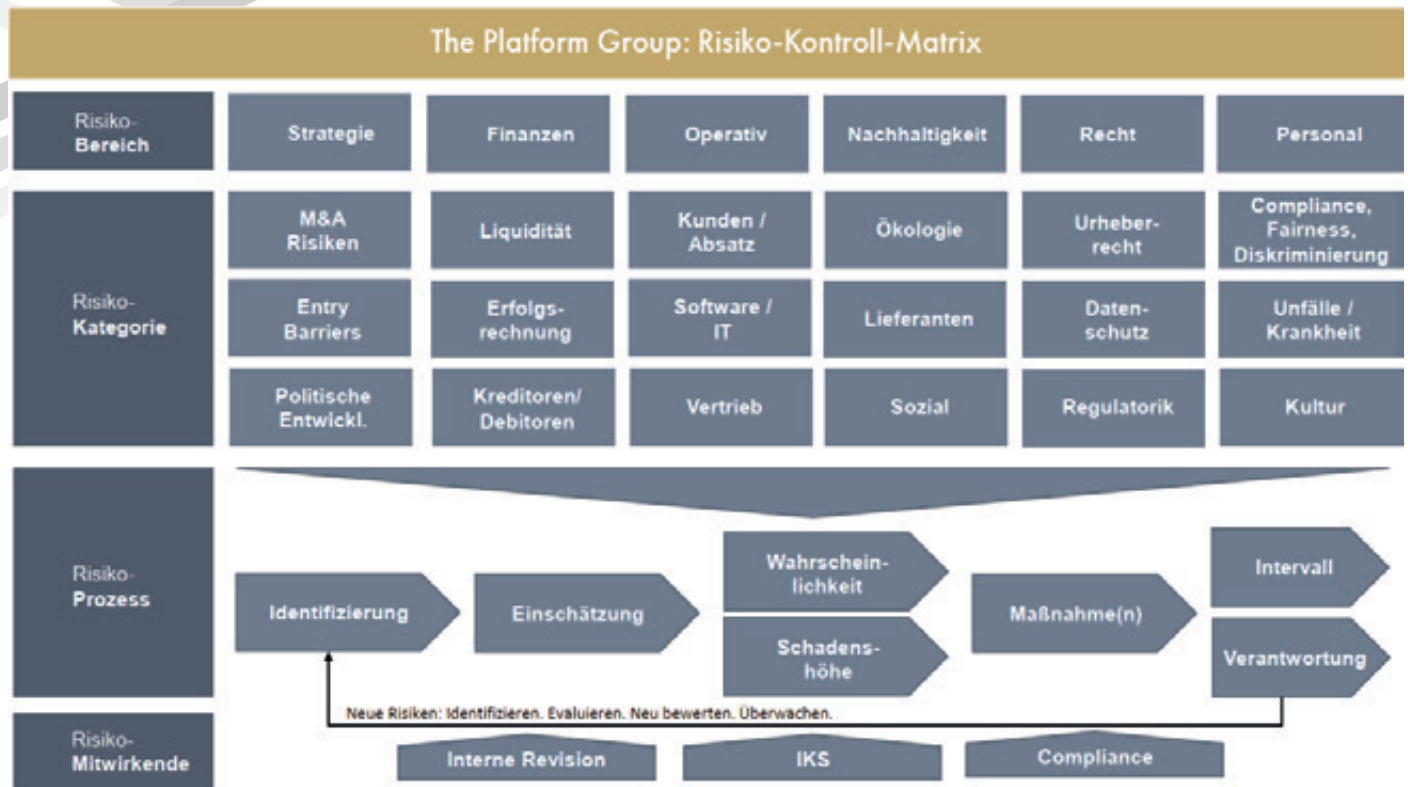 The Platform Group: Risiko-Kontroll-Matrix
Risiko-
Bereich
Strategie
Finanzen
Operativ
Nachhaltigkeit
Recht
Personal
Risiko-
Kategorie
M&A
Risiken
Liquidität
Kunden /
Absatz
Ökologie
Urheber-
recht
Compliance,
Fairness,
Diskriminierung
Entry
Barriers
Erfolgs-
rechnung
Software /
IT
Lieferanten
Daten-
schutz
Unfälle /
Krankheit
Politische
Entwickl.
Kreditoren/
Debitoren
Vertrieb
Sozial
Regulatorik
Kultur
Risiko-
Prozess
Identifizierung
Einschätzung
Wahrschein-
lichkeit
Schadens-
höhe
Maßnahme(n)
Intervall
Verantwortung
Neue Risiken: Identifizieren. Evaluieren. Neu bewerten. Überwachen.
Risiko-
Mitwirkende
Interne Revision
IKS
Compliance